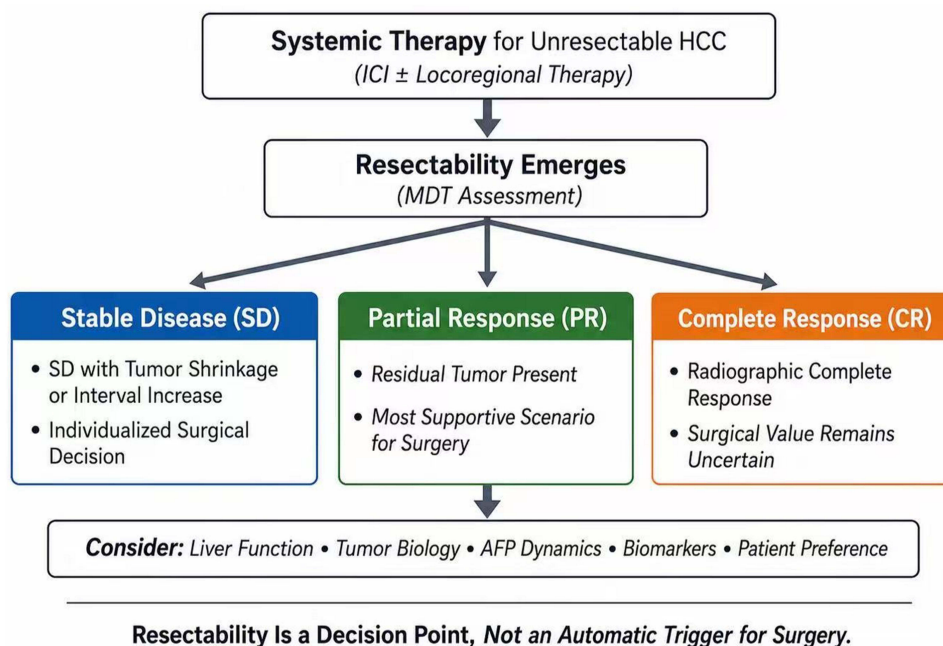 Systemic Therapy for Unresectable HCC
(ICI ± Locoregional Therapy)
Resectability Emerges
(MDT Assessment)
Stable Disease (SD)
• SD with Tumor Shrinkage
or Interval Increase
• Individualized Surgical
Decision
Partial Response (PR)
• Residual Tumor Present
• Most Supportive Scenario
for Surgery
Complete Response (CR)
• Radiographic Complete
Response
• Surgical Value Remains
Uncertain
Consider: Liver Function • Tumor Biology • AFP Dynamics • Biomarkers • Patient Preference
Resectability Is a Decision Point, Not an Automatic Trigger for Surgery.